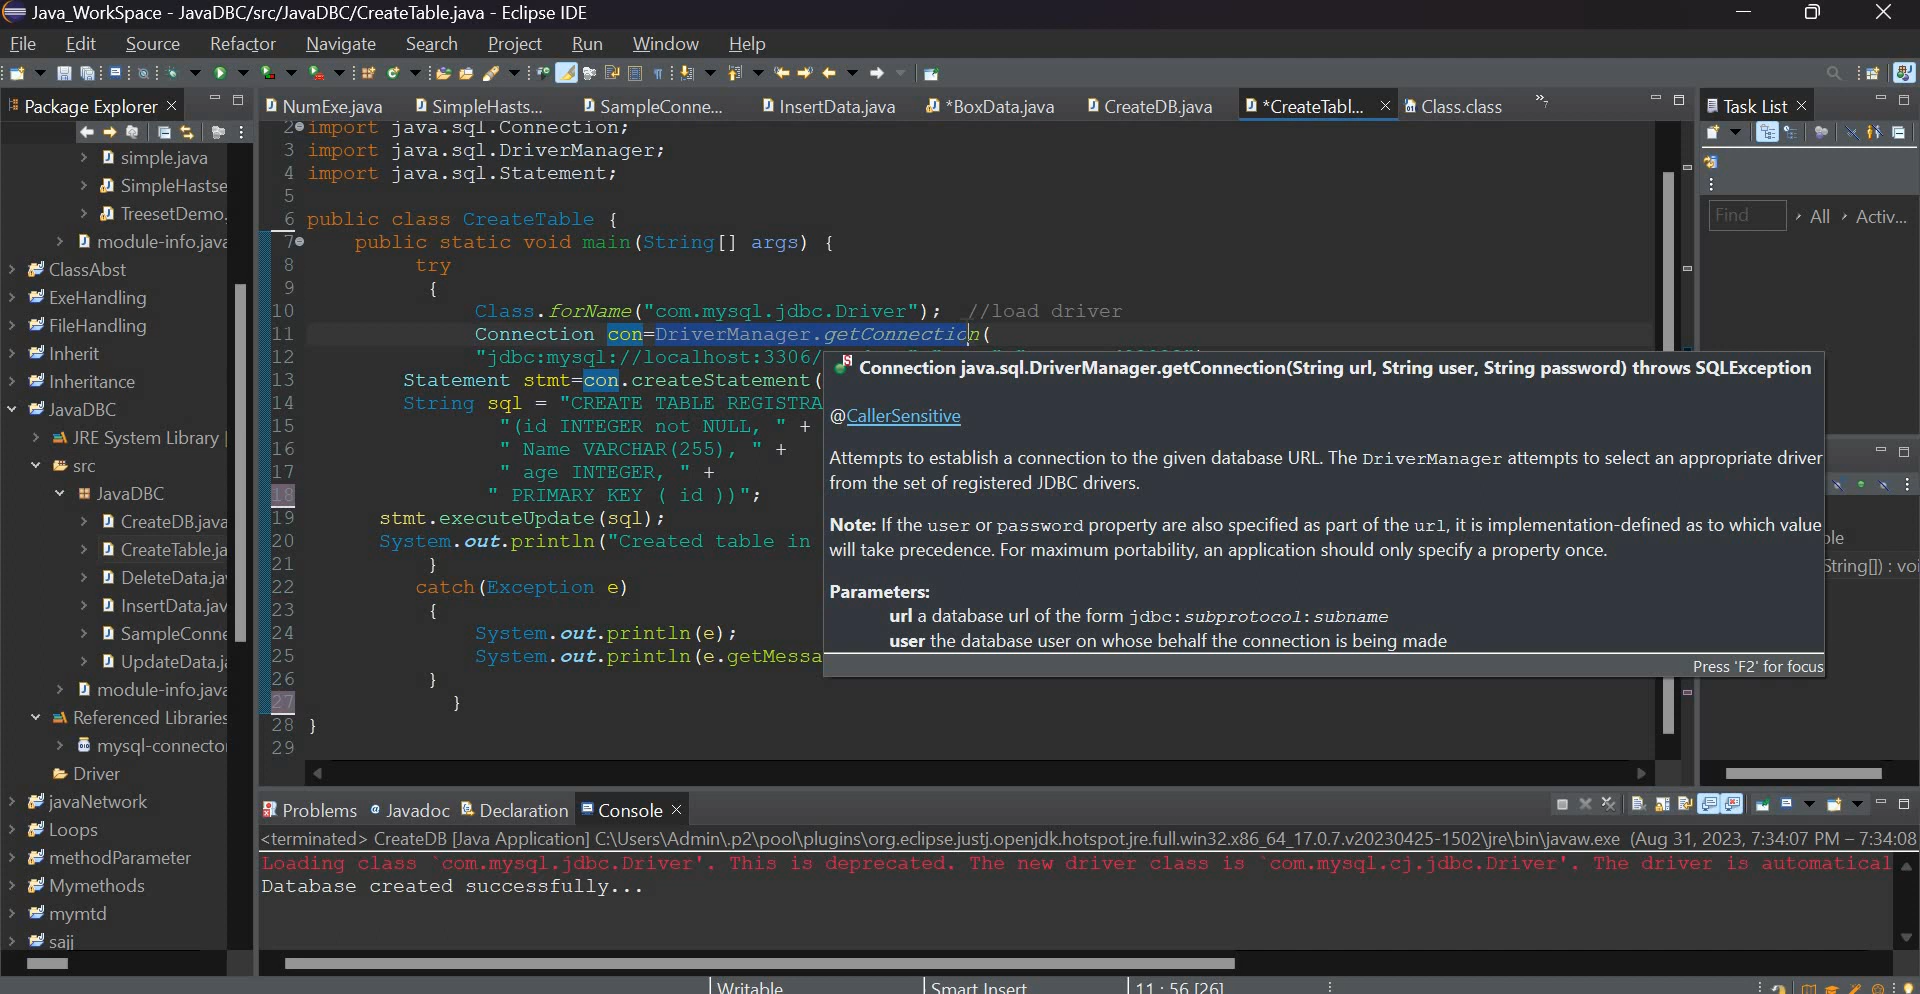 Java_WorkSpace - JavaDBC/src/JavaDBC/CreateTable.java - Eclipse IDE
File Edit Source Refactor Navigate Search Project Run Window Help
Package Explorer
NumExe.java SimpleHasts... SampleConne... InsertData.java *BoxData.java CreateDB.java *CreateTabl... Class.class »7
Task List
simple.java
SimpleHastse
TreesetDemo.
module-info.java
ClassAbst
ExeHandling
FileHandling
Inherit
Inheritance
JavaDBC
JRE System Library
src
JavaDBC
CreateDB.java
CreateTable.ja
DeleteData.ja
InsertData.jav
SampleConne
UpdateData.j
module-info.java
Referenced Libraries
mysql-connecto
Driver
javaNetwork
Loops
methodParameter
Mymethods
mymtd
sajj
2 import java.sql.Connection;
3 import java.sql.DriverManager;
4 import java.sql.Statement;
5
6 public class CreateTable {
7 public static void main(String[] args) {
8 try
9 {
10 Class.forName("com.mysql.jdbc.Driver"); //load driver
11 Connection con=DriverManager.getConnection(
12 "jdbc:mysql://localhost:3306/
13 Statement stmt=con.createStatement(
14 String sql = "CREATE TABLE REGISTRA
15 "(id INTEGER not NULL, " +
16 " Name VARCHAR(255), " +
17 " age INTEGER, " +
18 " PRIMARY KEY ( id ))";
19 stmt.executeUpdate(sql);
20 System.out.println("Created table in
21 }
22 catch(Exception e)
23 {
24 System.out.println(e);
25 System.out.println(e.getMessa
26 }
27 }
28 }
29
Connection java.sql.DriverManager.getConnection(String url, String user, String password) throws SQLException
@CallerSensitive
Attempts to establish a connection to the given database URL. The DriverManager attempts to select an appropriate driver
from the set of registered JDBC drivers.
Note: If the user or password property are also specified as part of the url, it is implementation-defined as to which value
will take precedence. For maximum portability, an application should only specify a property once.
Parameters:
url a database url of the form jdbc:subprotocol:subname
user the database user on whose behalf the connection is being made
Press 'F2' for focus
Find All Activ...
ble
String[]) : voi
Problems Javadoc Declaration Console
<terminated> CreateDB [Java Application] C:\Users\Admin\.p2\pool\plugins\org.eclipse.justj.openjdk.hotspot.jre.full.win32.x86_64_17.0.7.v20230425-1502\jre\bin\javaw.exe (Aug 31, 2023, 7:34:07 PM – 7:34:08
Loading class `com.mysql.jdbc.Driver'. This is deprecated. The new driver class is `com.mysql.cj.jdbc.Driver'. The driver is automatical
Database created successfully...
Writable Smart Insert 11 : 56 [26]